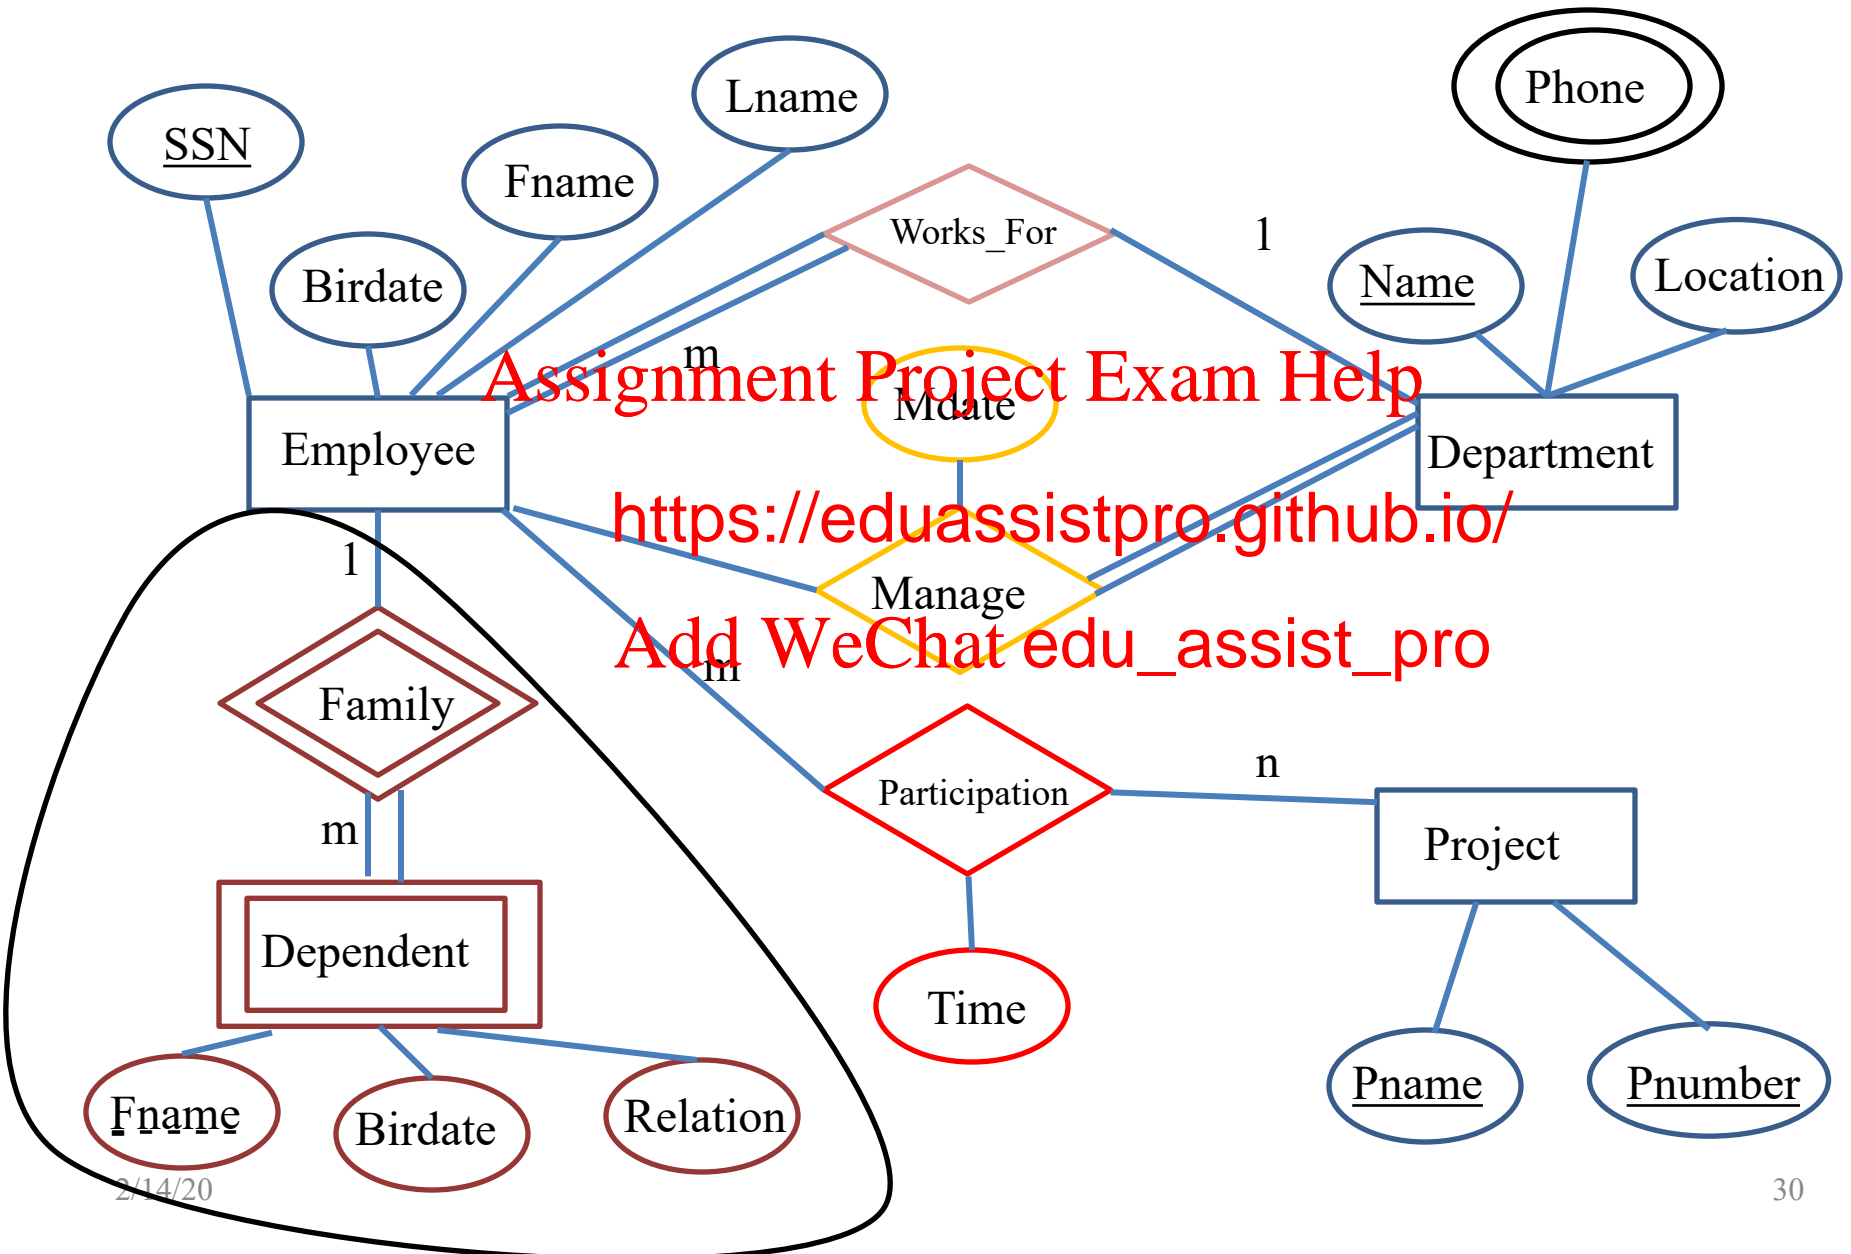 Phone
Lname
SSN
Fname
Works_For
1
Name
Location
Birdate
m
Assignment Project Exam Help
Mdate
Employee
Department
https://eduassistpro.github.io/
1
Manage
Add WeChat edu_assist_pro
m
Family
n
Participation
m
Project
Dependent
Time
Pname
Pnumber
Fname
Birdate
Relation
2/14/20
30